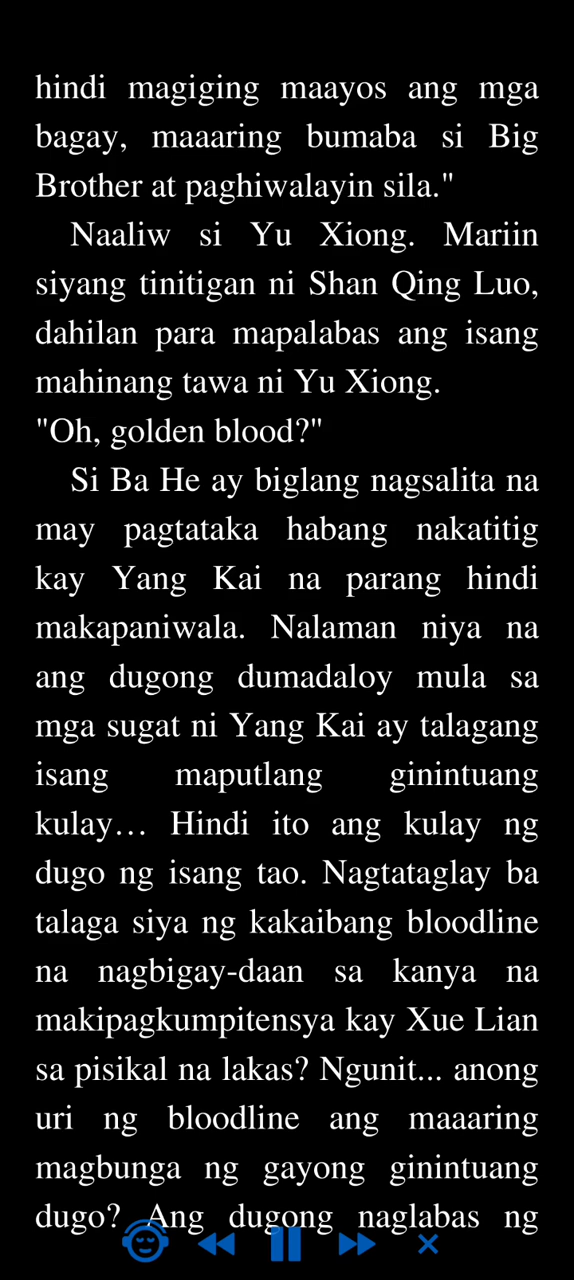 hindi magiging maayos ang mga
bagay, maaaring bumaba si Big
Brother at paghiwalayin sila."
Naaliw si Yu Xiong. Mariin
siyang tinitigan ni Shan Qing Luo,
dahilan para mapalabas ang isang
mahinang tawa ni Yu Xiong.
"Oh, golden blood?"
Si Ba He ay biglang nagsalita na
may pagtataka habang nakatitig
kay Yang Kai na parang hindi
makapaniwala. Nalaman niya na
ang dugong dumadaloy mula sa
mga sugat ni Yang Kai ay talagang
isang maputlang ginintuang
kulay… Hindi ito ang kulay ng
dugo ng isang tao. Nagtataglay ba
talaga siya ng kakaibang bloodline
na nagbigay-daan sa kanya na
makipagkumpitensya kay Xue Lian
sa pisikal na lakas? Ngunit... anong
uri ng bloodline ang maaaring
magbunga ng gayong ginintuang
dugo? Ang dugong naglabas ng